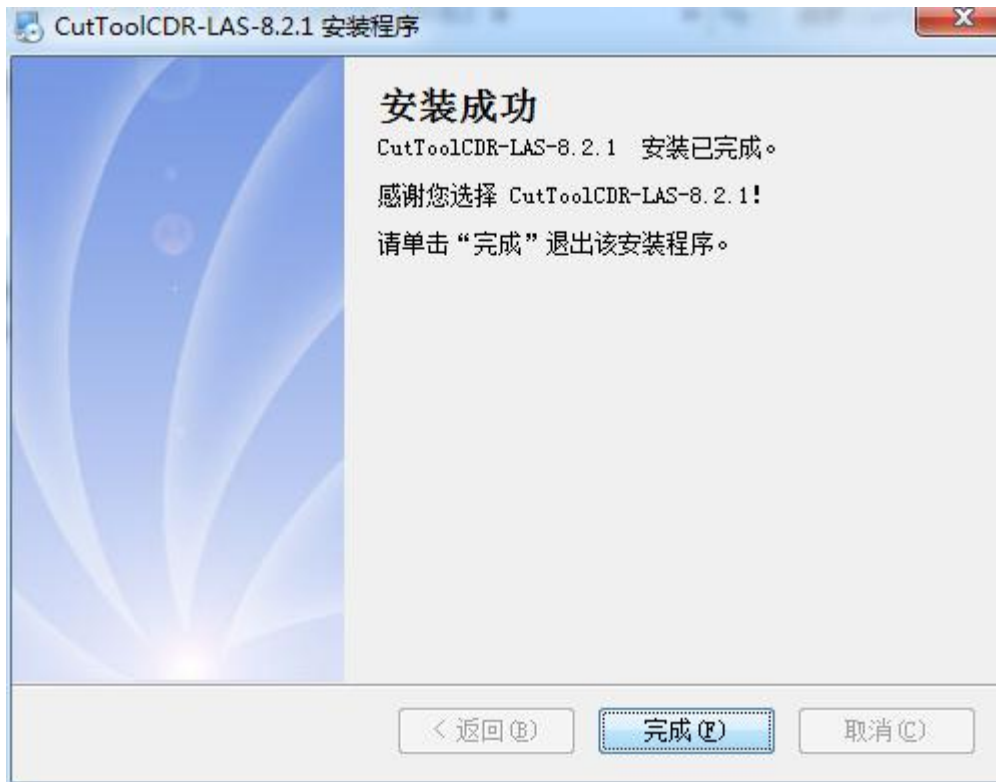 CutToolCDR-LAS-8.2.1 安装程序
安装成功
CutToolCDR-LAS-8.2.1 安装已完成。
感谢您选择 CutToolCDR-LAS-8.2.1!
请单击“完成”退出该安装程序。
< 返回(B)
完成(F)
取消(C)